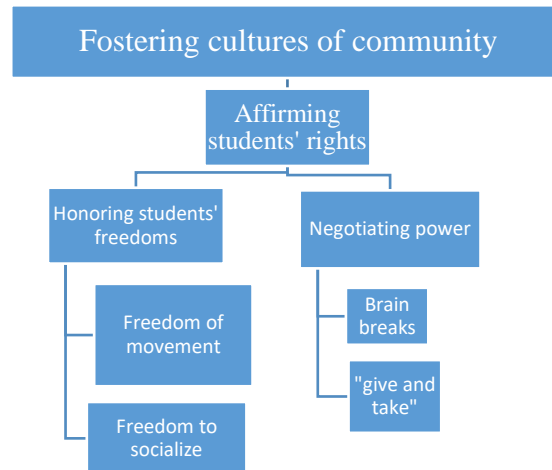 Fostering cultures of community
Affirming
students' rights
Honoring students'
freedoms
Negotiating power
Freedom of
movement
Brain
breaks
"give and
take"
Freedom to
socialize